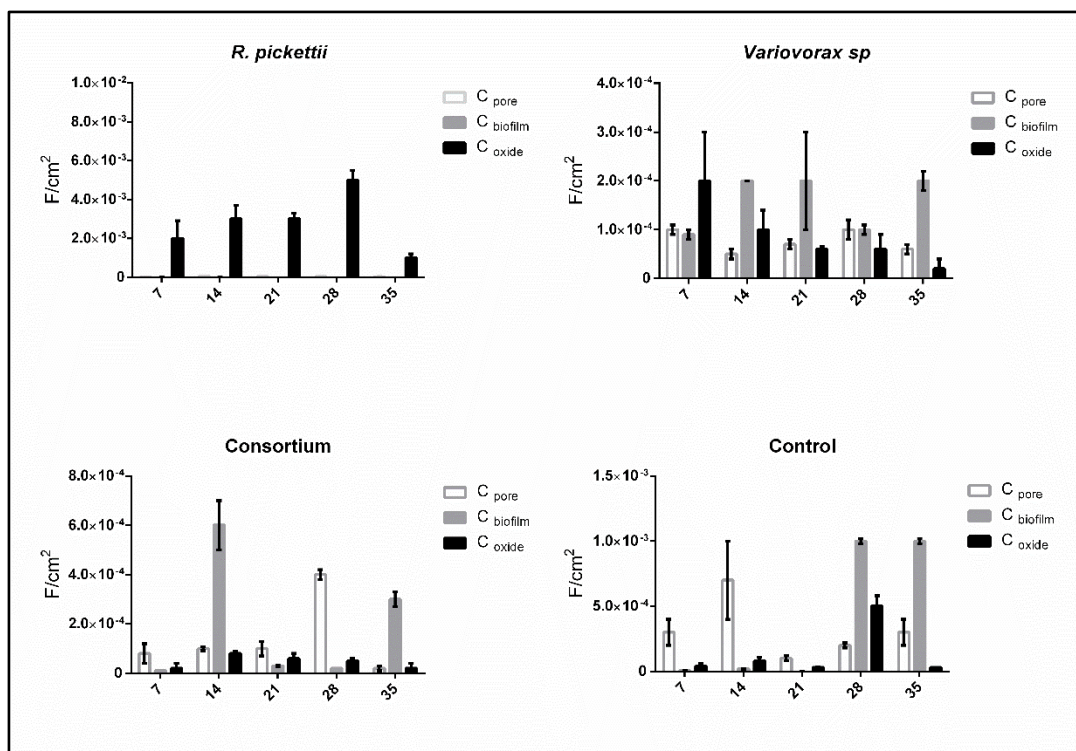 R. pickettii
1.0×10⁻²
8.0×10⁻³
6.0×10⁻³
4.0×10⁻³
2.0×10⁻³
0
F/cm²
7 14 21 28 35
C pore
C biofilm
C oxide
Variovorax sp
4.0×10⁻⁴
3.0×10⁻⁴
2.0×10⁻⁴
1.0×10⁻⁴
0
F/cm²
7 14 21 28 35
C pore
C biofilm
C oxide
Consortium
8.0×10⁻⁴
6.0×10⁻⁴
4.0×10⁻⁴
2.0×10⁻⁴
0
F/cm²
7 14 21 28 35
C pore
C biofilm
C oxide
Control
1.5×10⁻³
1.0×10⁻³
5.0×10⁻⁴
0
F/cm²
7 14 21 28 35
C pore
C biofilm
C oxide